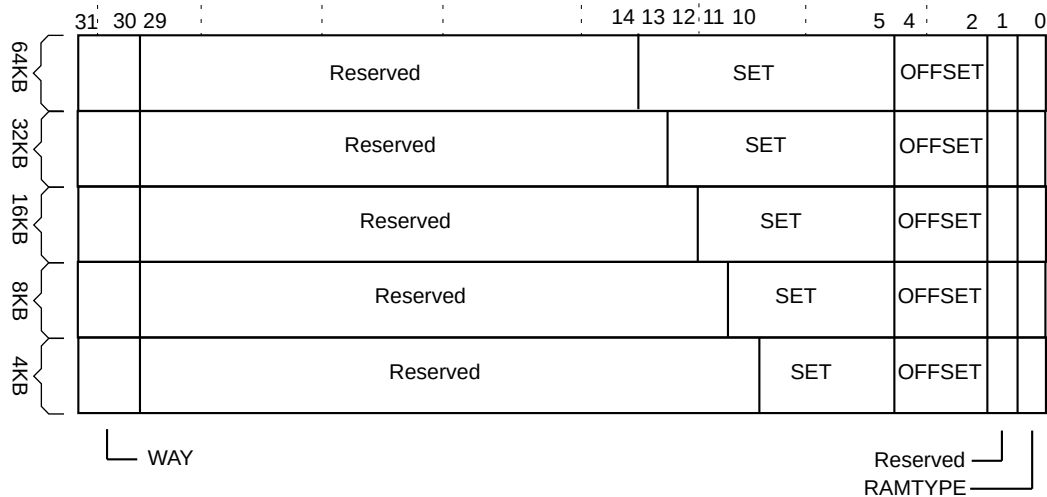 31 30 29 14 13 12 11 10 5 4 2 1 0
64KB Reserved SET OFFSET
32KB Reserved SET OFFSET
16KB Reserved SET OFFSET
8KB Reserved SET OFFSET
4KB Reserved SET OFFSET
WAY Reserved
RAMTYPE